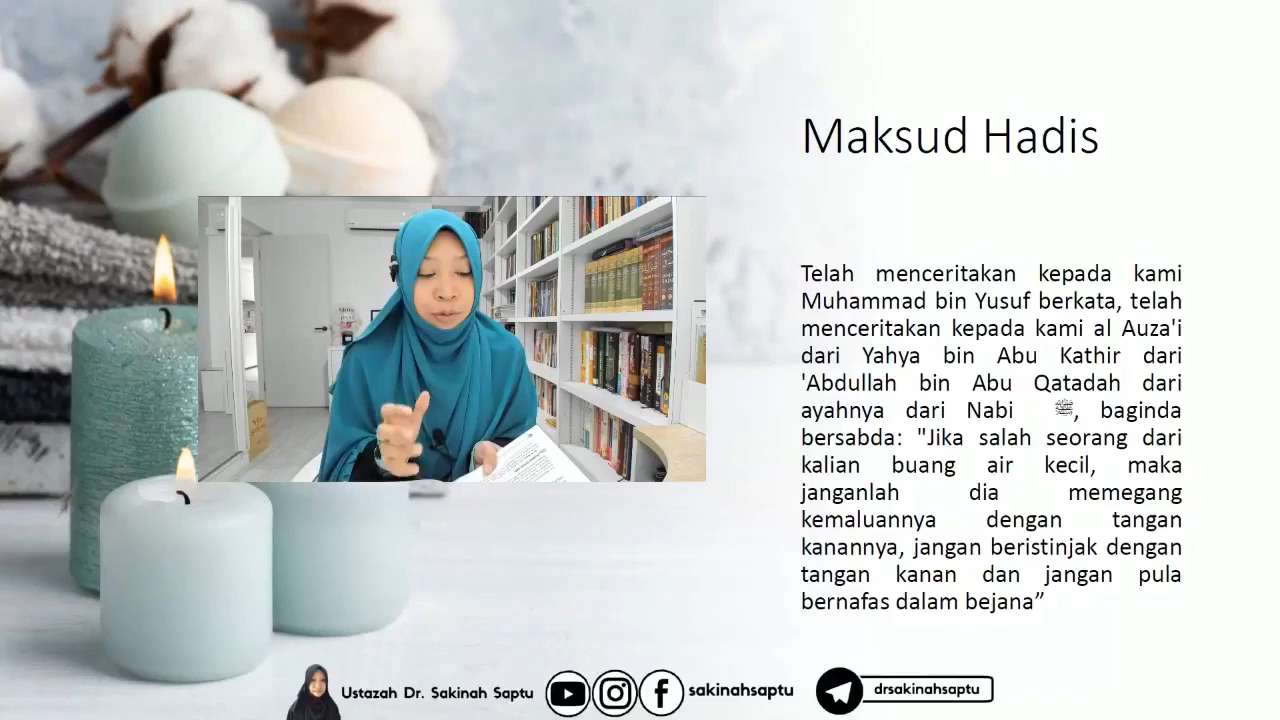 Maksud Hadis
Telah menceritakan kepada kami
Muhammad bin Yusuf berkata, telah
menceritakan kepada kami al Auza'i
dari Yahya bin Abu Kathir dari
'Abdullah bin Abu Qatadah dari
ayahnya dari Nabi ﷺ, baginda
bersabda: "Jika salah seorang dari
kalian buang air kecil, maka
janganlah dia memegang
kemaluannya dengan tangan
kanannya, jangan beristinjak dengan
tangan kanan dan jangan pula
bernafas dalam bejana”
Ustazah Dr. Sakinah Saptu
sakinahsaptu
drsakinahsaptu